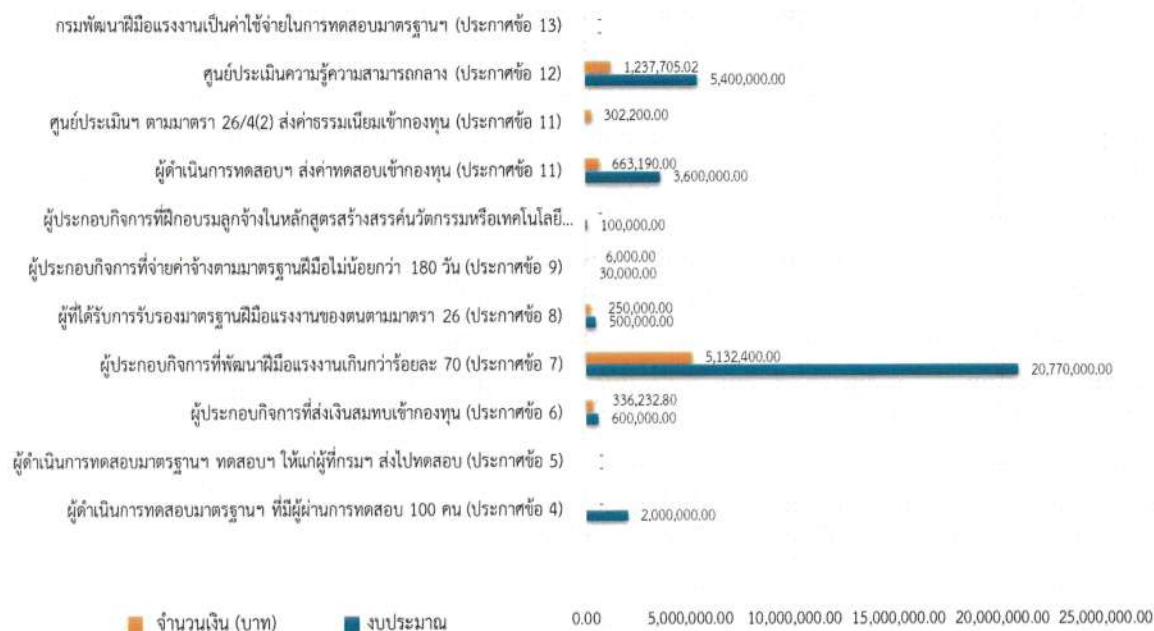 กรมพัฒนาฝีมือแรงงานเป็นค่าใช้จ่ายในการทดสอบมาตรฐานฯ (ประกาศข้อ 13) - -
ศูนย์ประเมินความรู้ความสามารถกลาง (ประกาศข้อ 12) 1,237,705.02
5,400,000.00
ศูนย์ประเมินฯ ตามมาตรา 26/4(2) ส่งค่าธรรมเนียมเข้ากองทุน (ประกาศข้อ 11) 302,200.00
ผู้ดำเนินการทดสอบฯ ส่งค่าทดสอบเข้ากองทุน (ประกาศข้อ 11) 663,190.00
3,600,000.00
ผู้ประกอบกิจการที่ฝึกอบรมลูกจ้างในหลักสูตรสร้างสรรค์นวัตกรรมหรือเทคโนโลยี... -
100,000.00
ผู้ประกอบกิจการที่จ่ายค่าจ้างตามมาตรฐานฝีมือไม่น้อยกว่า 180 วัน (ประกาศข้อ 9) 6,000.00
30,000.00
ผู้ที่ได้รับการรับรองมาตรฐานฝีมือแรงงานของตนตามมาตรา 26 (ประกาศข้อ 8) 250,000.00
500,000.00
ผู้ประกอบกิจการที่พัฒนาฝีมือแรงงานเกินกว่าร้อยละ 70 (ประกาศข้อ 7) 5,132,400.00
20,770,000.00
ผู้ประกอบกิจการที่ส่งเงินสมทบเข้ากองทุน (ประกาศข้อ 6) 336,232.80
600,000.00
ผู้ดำเนินการทดสอบมาตรฐานฯ ทดสอบฯ ให้แก่ผู้ที่กรมฯ ส่งไปทดสอบ (ประกาศข้อ 5) - -
ผู้ดำเนินการทดสอบมาตรฐานฯ ที่มีผู้ผ่านการทดสอบ 100 คน (ประกาศข้อ 4) -
2,000,000.00
0.00 5,000,000.00 10,000,000.00 15,000,000.00 20,000,000.00 25,000,000.00
จำนวนเงิน (บาท) งบประมาณ